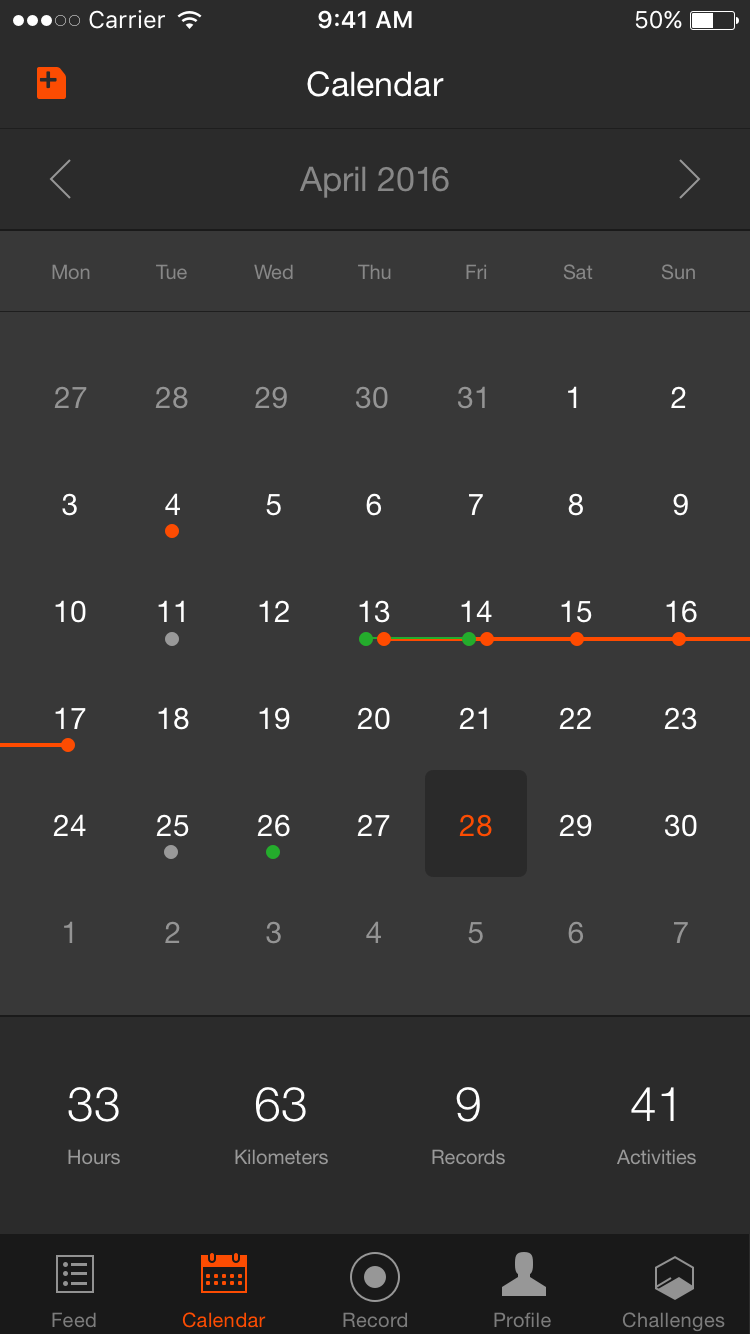 Carrier 9:41 AM 50%
Calendar
April 2016
Mon Tue Wed Thu Fri Sat Sun
27 28 29 30 31 1 2
3 4 5 6 7 8 9
10 11 12 13 14 15 16
17 18 19 20 21 22 23
24 25 26 27 28 29 30
1 2 3 4 5 6 7
33 63 9 41
Hours Kilometers Records Activities
Feed Calendar Record Profile Challenges